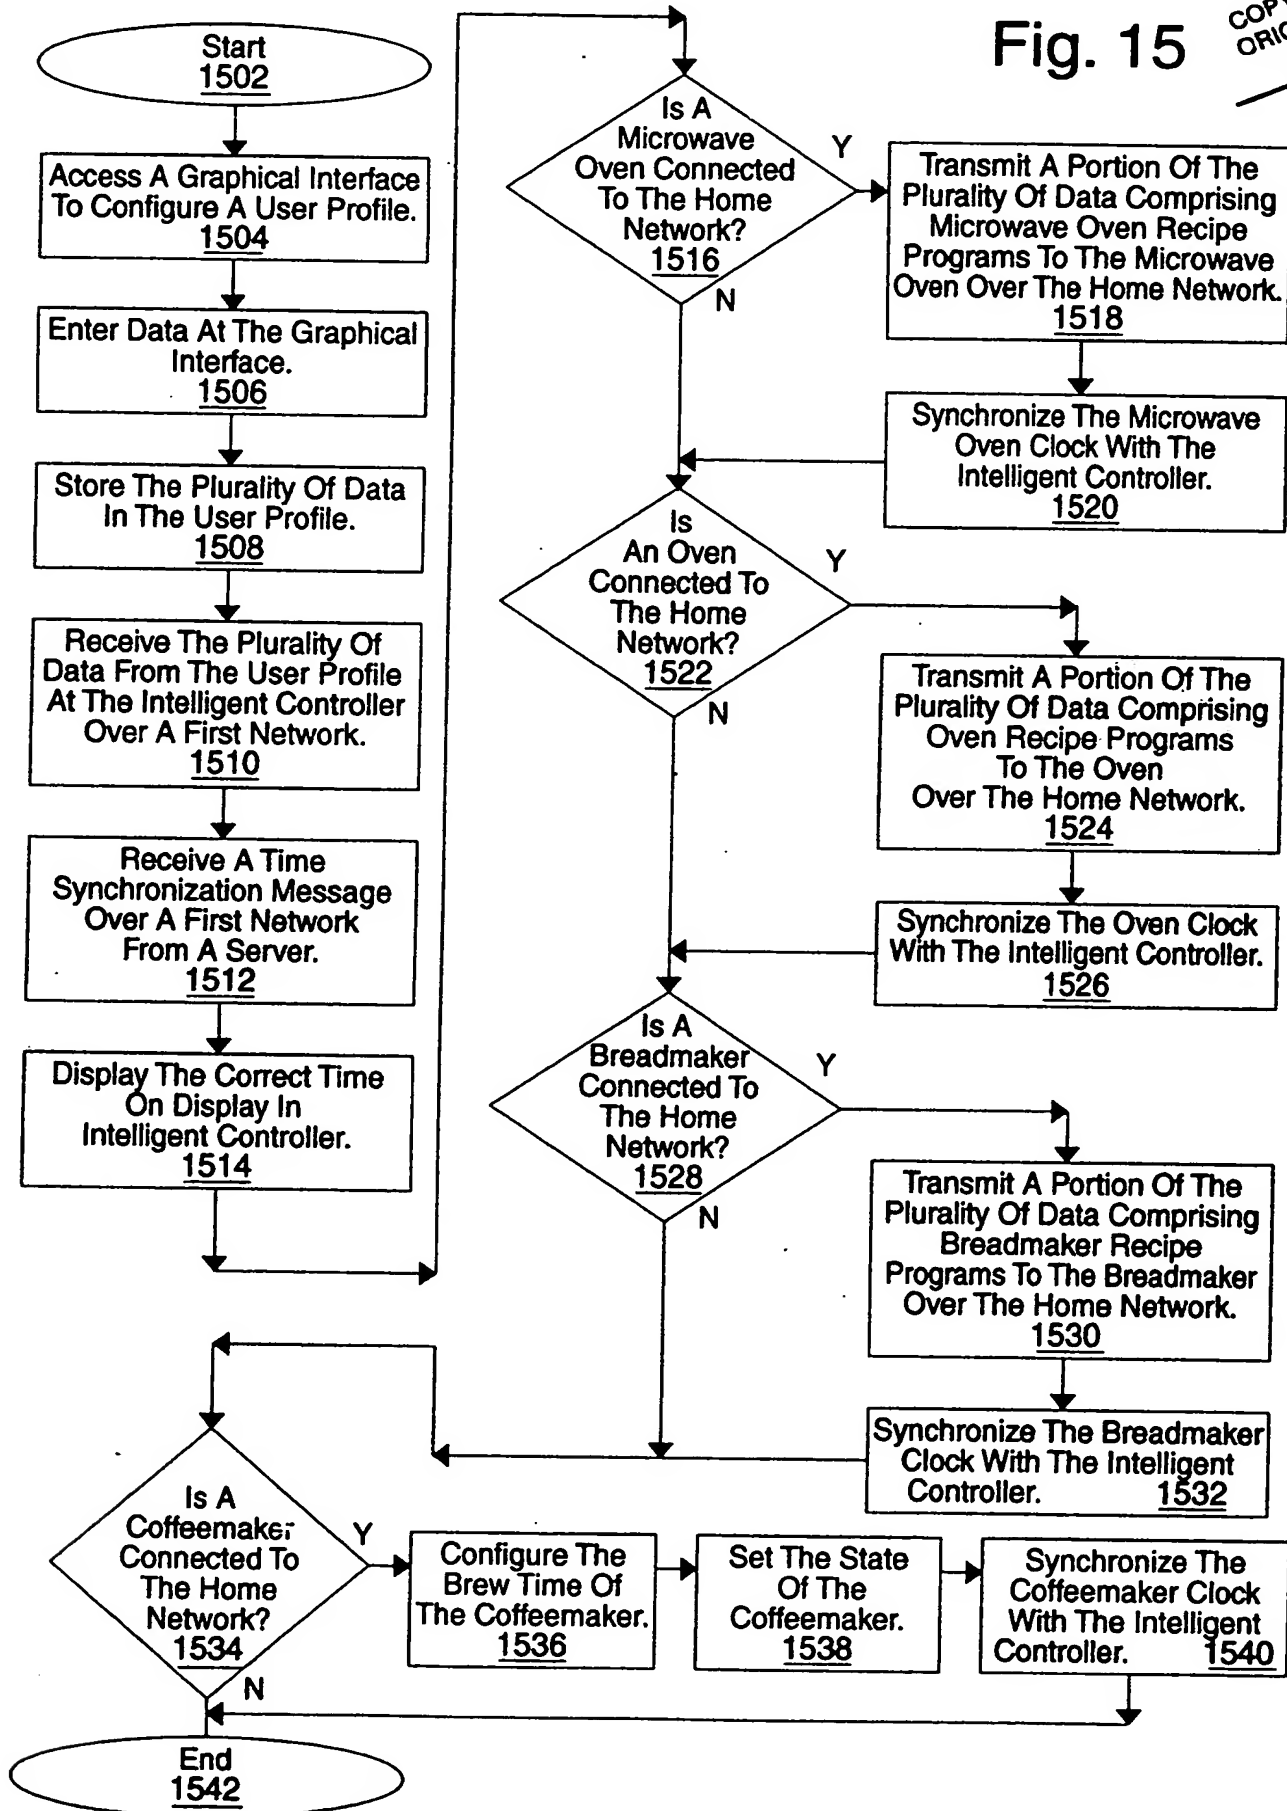 Fig. 15
Start
1502
Access A Graphical Interface
To Configure A User Profile.
1504
Enter Data At The Graphical
Interface.
1506
Store The Plurality Of Data
In The User Profile.
1508
Receive The Plurality Of
Data From The User Profile
At The Intelligent Controller
Over A First Network.
1510
Receive A Time
Synchronization Message
Over A First Network
From A Server.
1512
Display The Correct Time
On Display In
Intelligent Controller.
1514
Is A
Microwave
Oven Connected
To The Home
Network?
1516
Y
N
Transmit A Portion Of The
Plurality Of Data Comprising
Microwave Oven Recipe
Programs To The Microwave
Oven Over The Home Network.
1518
Synchronize The Microwave
Oven Clock With The
Intelligent Controller.
1520
Is
An Oven
Connected To
The Home
Network?
1522
Y
N
Transmit A Portion Of The
Plurality Of Data Comprising
Oven Recipe Programs
To The Oven
Over The Home Network.
1524
Synchronize The Oven Clock
With The Intelligent Controller.
1526
Is A
Breadmaker
Connected To
The Home
Network?
1528
Y
N
Transmit A Portion Of The
Plurality Of Data Comprising
Breadmaker Recipe
Programs To The Breadmaker
Over The Home Network.
1530
Synchronize The Breadmaker
Clock With The Intelligent
Controller. 1532
Is A
Coffeemaker
Connected To
The Home
Network?
1534
Y
N
Configure The
Brew Time Of
The Coffeemaker.
1536
Set The State
Of The
Coffeemaker.
1538
Synchronize The
Coffeemaker Clock
With The Intelligent
Controller. 1540
End
1542